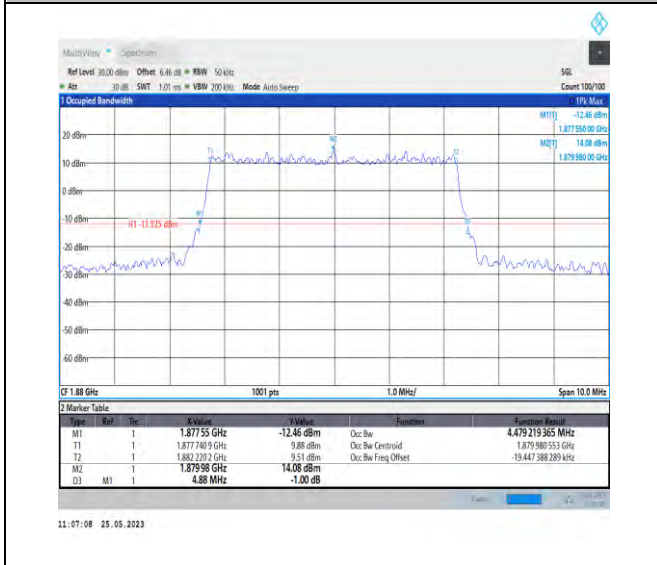 MultiView Spectrum
Ref Level 30.00 dBm Offset 6.46 dB RBW 50 kHz SGL
Att 30 dB SWT 1.01 ms VBW 200 kHz Mode Auto Sweep Count 100/100
1 Occupied Bandwidth 1Pk Max
M1[1] -12.46 dBm
1.877550 00 GHz
M2[1] 14.08 dBm
1.879980 00 GHz
20 dBm
M2
T1 T2
10 dBm
0 dBm
M1
-10 dBm
H1 -11.925 dBm
-20 dBm
-30 dBm
-40 dBm
-50 dBm
-60 dBm
CF 1.88 GHz 1001 pts 1.0 MHz/ Span 10.0 MHz
2 Marker Table
Type Ref Trc X-Value Y-Value Function Function Result
M1 1 1.87755 GHz -12.46 dBm Occ Bw 4.479 219 365 MHz
T1 1 1.877 740 9 GHz 9.88 dBm Occ Bw Centroid 1.879 980 553 GHz
T2 1 1.882 220 2 GHz 9.51 dBm Occ Bw Freq Offset -19.447 388 289 kHz
M2 1 1.87998 GHz 14.08 dBm
D3 M1 1 4.88 MHz -1.00 dB
11:07:08 25.05.2023